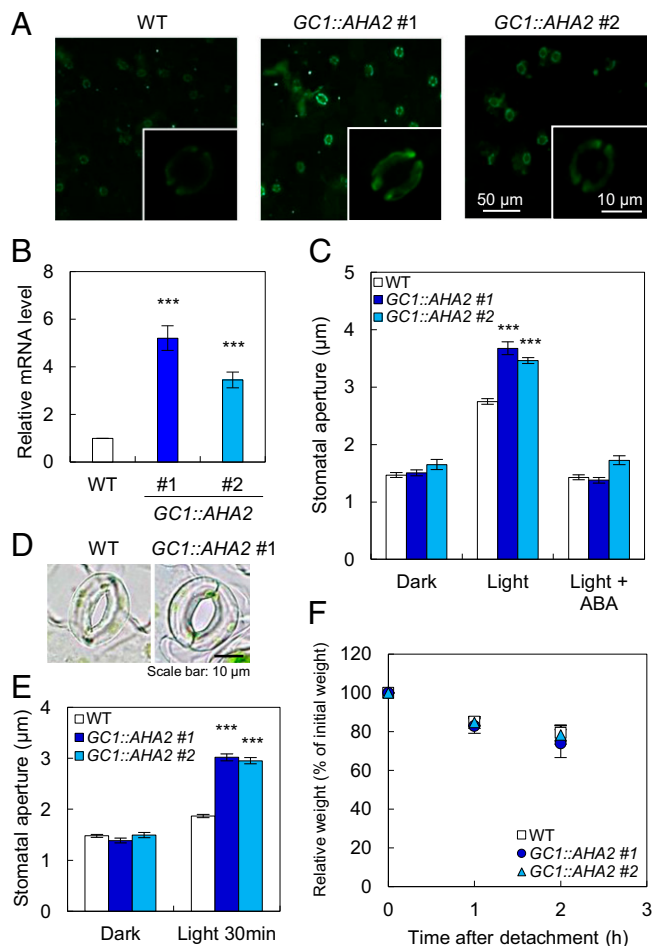 A
WT
GC1::AHA2 #1
GC1::AHA2 #2
50 µm
10 µm
B
Relative mRNA level
8
6
4
2
0
***
***
WT
#1
#2
GC1::AHA2
C
Stomatal aperture (µm)
5
4
3
2
1
0
WT
GC1::AHA2 #1
GC1::AHA2 #2
***
***
Dark
Light
Light +
ABA
D
WT
GC1::AHA2 #1
Scale bar: 10 µm
E
Stomatal aperture (µm)
4
3
2
1
0
WT
GC1::AHA2 #1
GC1::AHA2 #2
***
***
Dark
Light 30min
F
Relative weight (% of initial weight)
120
100
80
60
40
20
0
WT
GC1::AHA2 #1
GC1::AHA2 #2
0
1
2
3
Time after detachment (h)